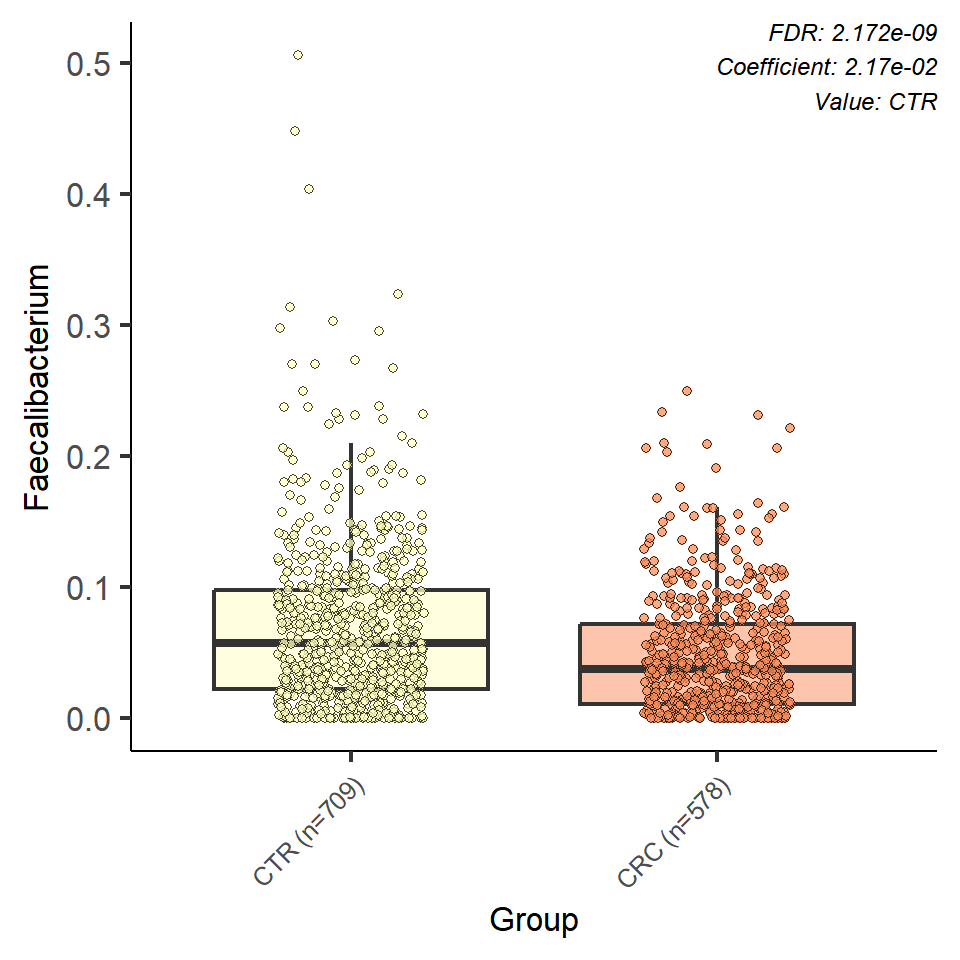 FDR: 2.172e-09
Coefficient: 2.17e-02
Value: CTR
0.5
0.4
0.3
0.2
0.1
0.0
Faecalibacterium
CTR (n=709)
CRC (n=578)
Group